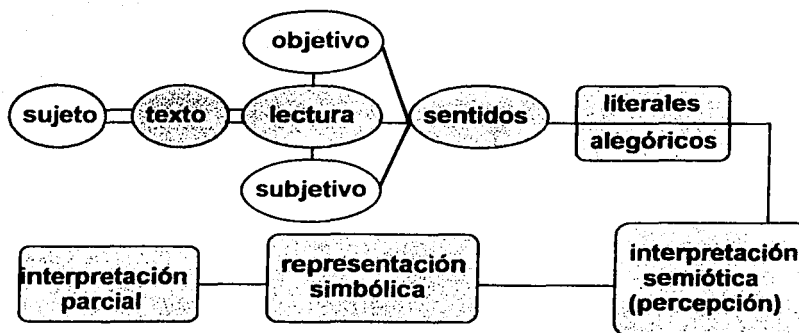 objetivo
sujeto
texto
lectura
sentidos
literales
alegóricos
subjetivo
interpretación
semiótica
(percepción)
representación
simbólica
interpretación
parcial